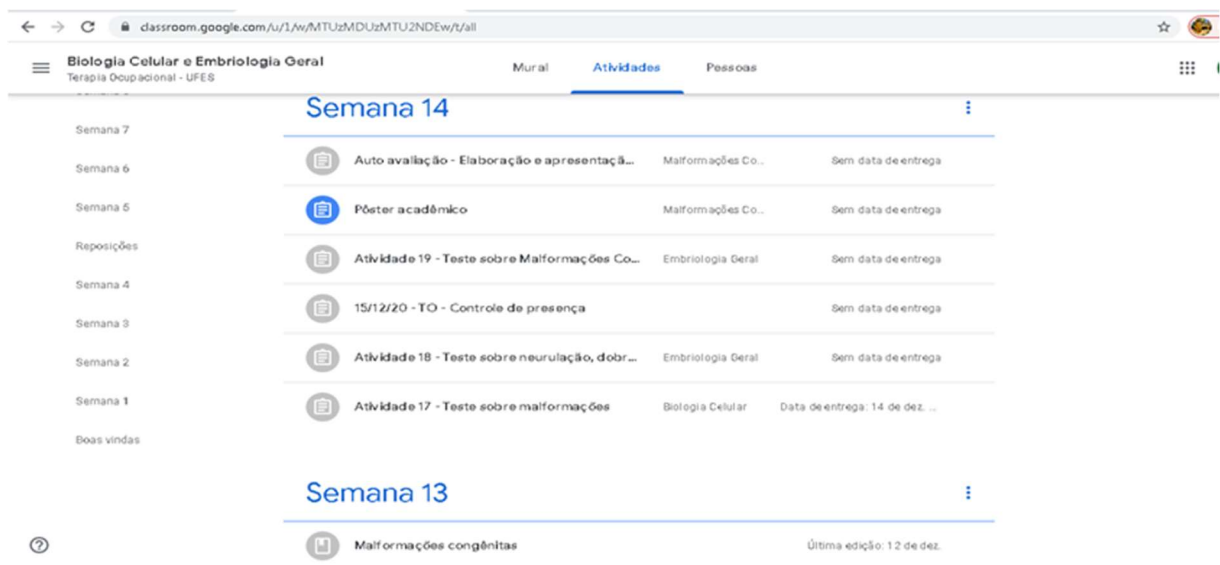 classroom.google.com/u/1/w/MTUzMDUzMTU2NDEw/t/all
Biologia Celular e Embriologia Geral
Terapia Ocupacional - UFES
Mural Atividades Pessoas
Semana 7
Semana 6
Semana 5
Reposições
Semana 4
Semana 3
Semana 2
Semana 1
Boas vindas
Semana 14
Auto avaliação - Elaboração e apresentaçã... Malformações Co... Sem data de entrega
Pôster acadêmico Malformações Co... Sem data de entrega
Atividade 19 - Teste sobre Malformações Co... Embriologia Geral Sem data de entrega
15/12/20 - TO - Controle de presença Sem data de entrega
Atividade 18 - Teste sobre neurulação, dobr... Embriologia Geral Sem data de entrega
Atividade 17 - Teste sobre malformações Biologia Celular Data de entrega: 14 de dez. ...
Semana 13
Malformações congênitas Última edição: 12 de dez.